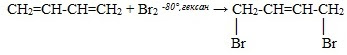 CH₂=CH-CH=CH₂ + Br₂ -80°,гексан → CH₂-CH=CH-CH₂
| |
Br Br